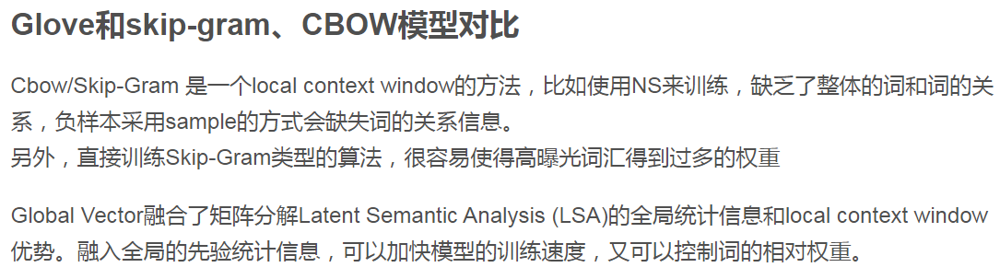 Glove和skip-gram、CBOW模型对比
Cbow/Skip-Gram 是一个local context window的方法，比如使用NS来训练，缺乏了整体的词和词的关
系，负样本采用sample的方式会缺失词的关系信息。
另外，直接训练Skip-Gram类型的算法，很容易使得高曝光词汇得到过多的权重
Global Vector融合了矩阵分解Latent Semantic Analysis (LSA)的全局统计信息和local context window
优势。融入全局的先验统计信息，可以加快模型的训练速度，又可以控制词的相对权重。